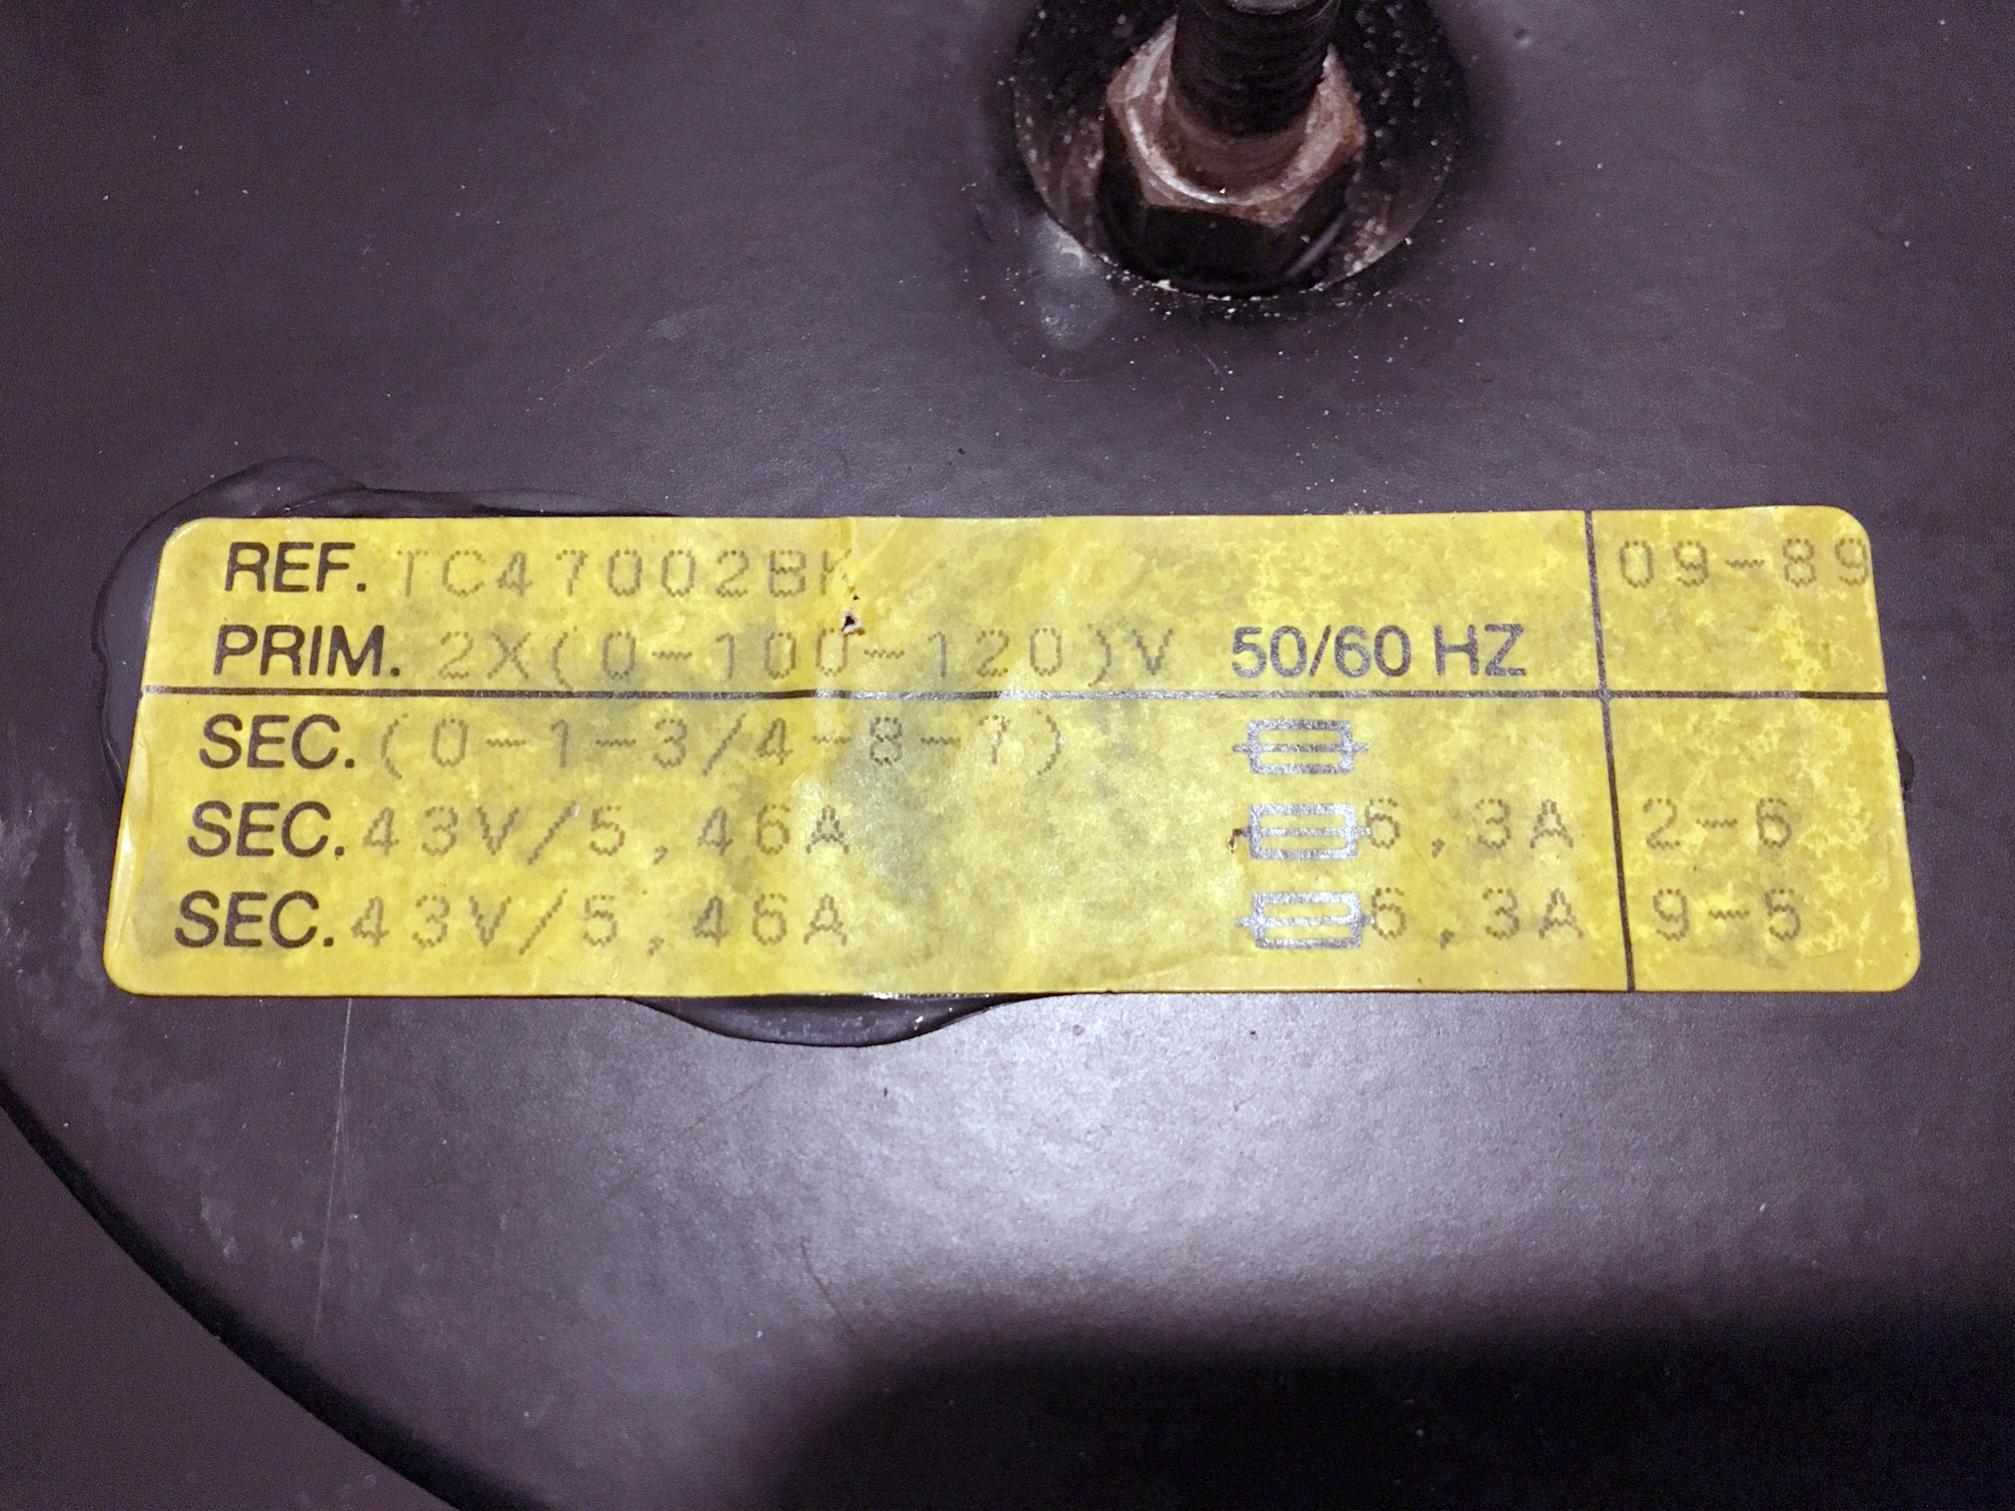 REF. TC47002BK 09-89
PRIM. 2X(0-100-120)V 50/60 HZ
SEC. (0-1-3/4-8-7)
SEC. 43V/5,46A 6,3A 2-6
SEC. 43V/5,46A 6,3A 9-5